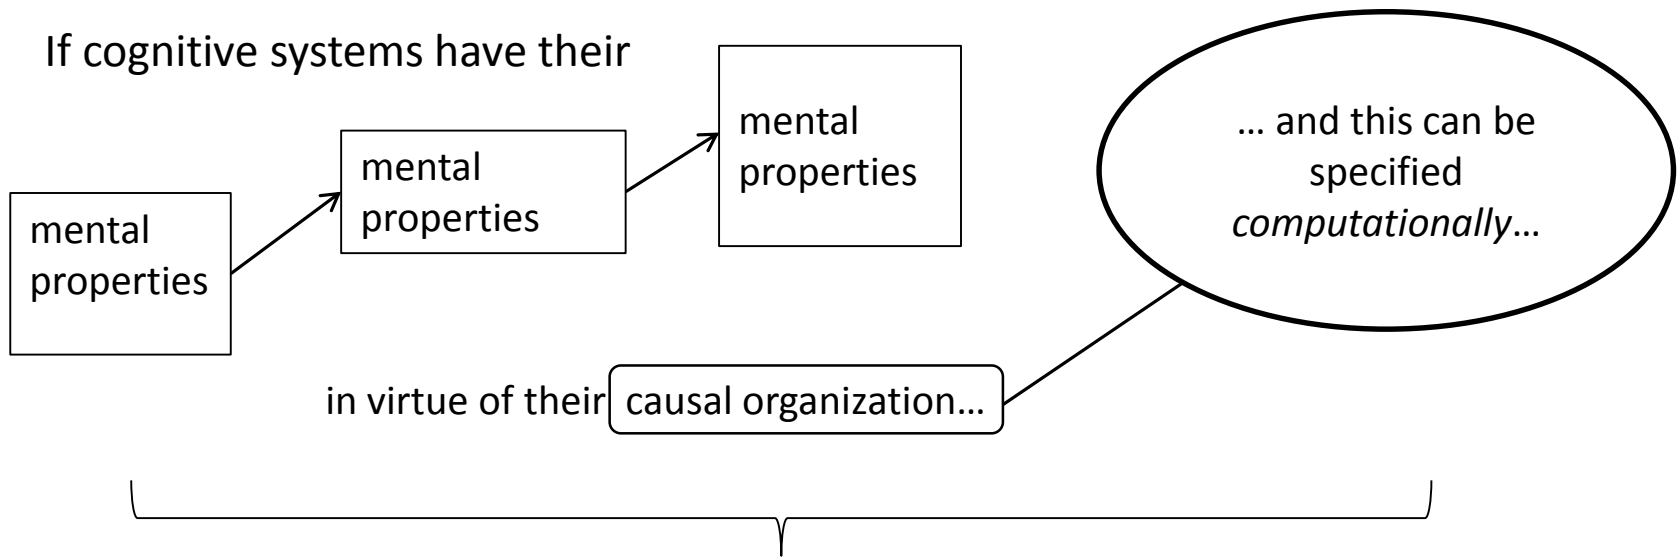 If cognitive systems have their
mental
properties
mental
properties
mental
properties
in virtue of their causal organization…
… and this can be
specified
computationally…